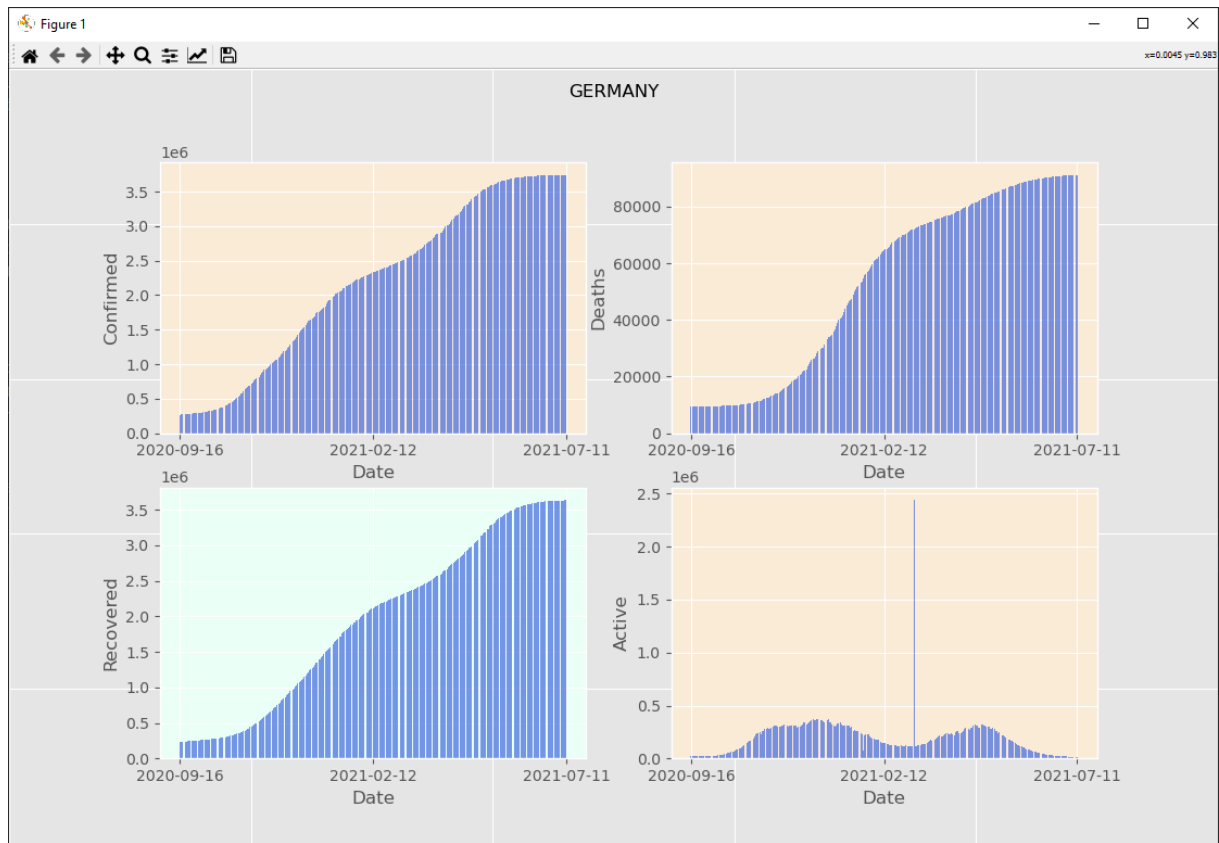 Figure 1
x=0.0045 y=0.983
GERMANY
1e6
3.5
3.0
2.5
2.0
1.5
1.0
0.5
0.0
Confirmed
2020-09-16 2021-02-12 2021-07-11
Date
80000
60000
40000
20000
0
Deaths
2020-09-16 2021-02-12 2021-07-11
Date
1e6
3.5
3.0
2.5
2.0
1.5
1.0
0.5
0.0
Recovered
2020-09-16 2021-02-12 2021-07-11
Date
1e6
2.5
2.0
1.5
1.0
0.5
0.0
Active
2020-09-16 2021-02-12 2021-07-11
Date